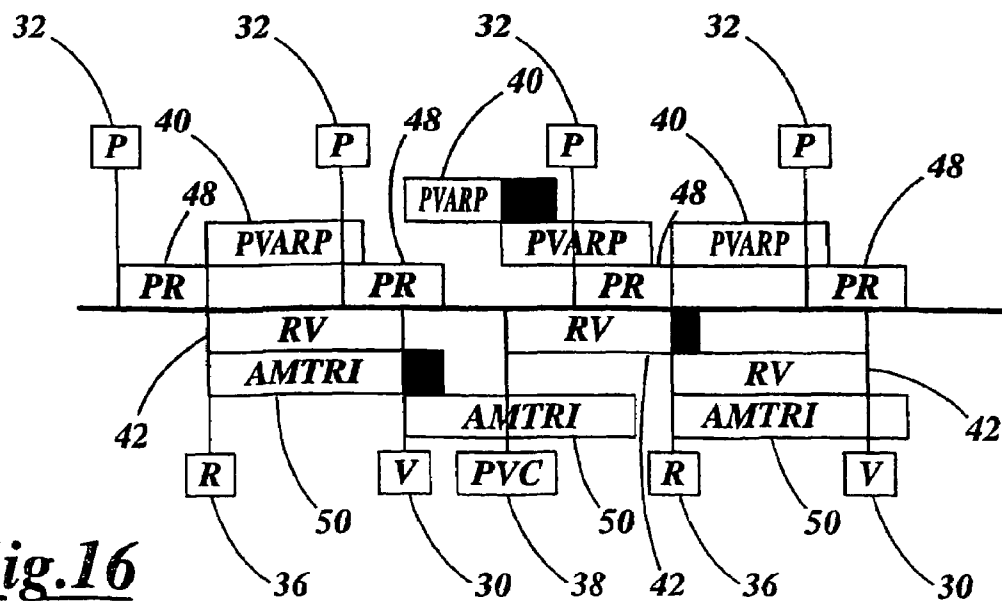 32 32 32 32
40 40 40
P P P P
48 48 48 48
PVARP
PVARP PVARP PVARP
PR PR PR PR
RV RV
AMTRI RV
AMTRI AMTRI
42 42
R V PVC R V
50 50 50
ig.16
36 30 38 42 36 30